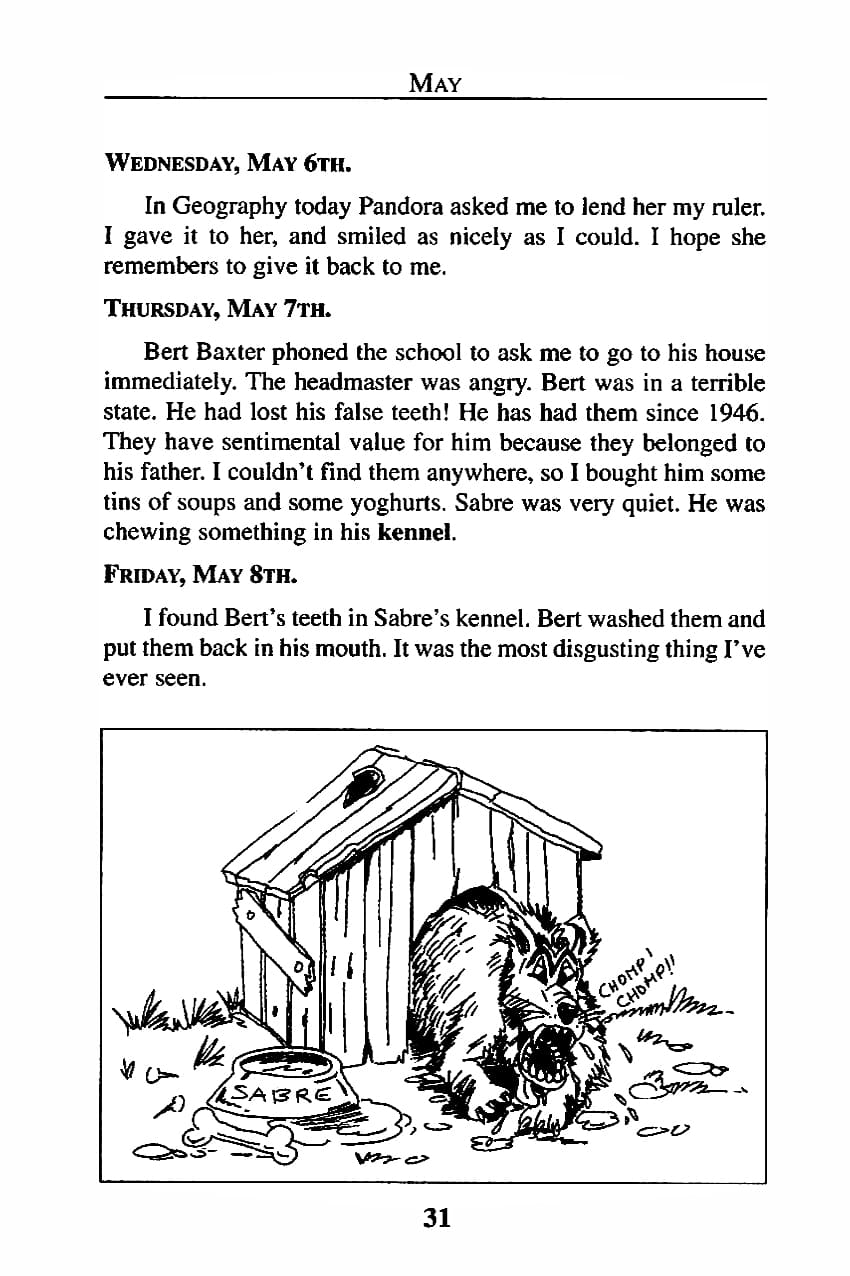 MAY
WEDNESDAY, MAY 6TH.
In Geography today Pandora asked me to lend her my ruler.
I gave it to her, and smiled as nicely as I could. I hope she
remembers to give it back to me.
THURSDAY, MAY 7TH.
Bert Baxter phoned the school to ask me to go to his house
immediately. The headmaster was angry. Bert was in a terrible
state. He had lost his false teeth! He has had them since 1946.
They have sentimental value for him because they belonged to
his father. I couldn't find them anywhere, so I bought him some
tins of soups and some yoghurts. Sabre was very quiet. He was
chewing something in his kennel.
FRIDAY, MAY 8TH.
I found Bert's teeth in Sabre's kennel. Bert washed them and
put them back in his mouth. It was the most disgusting thing I've
ever seen.
CHOMP!
CHOMP!!
SABRE
31